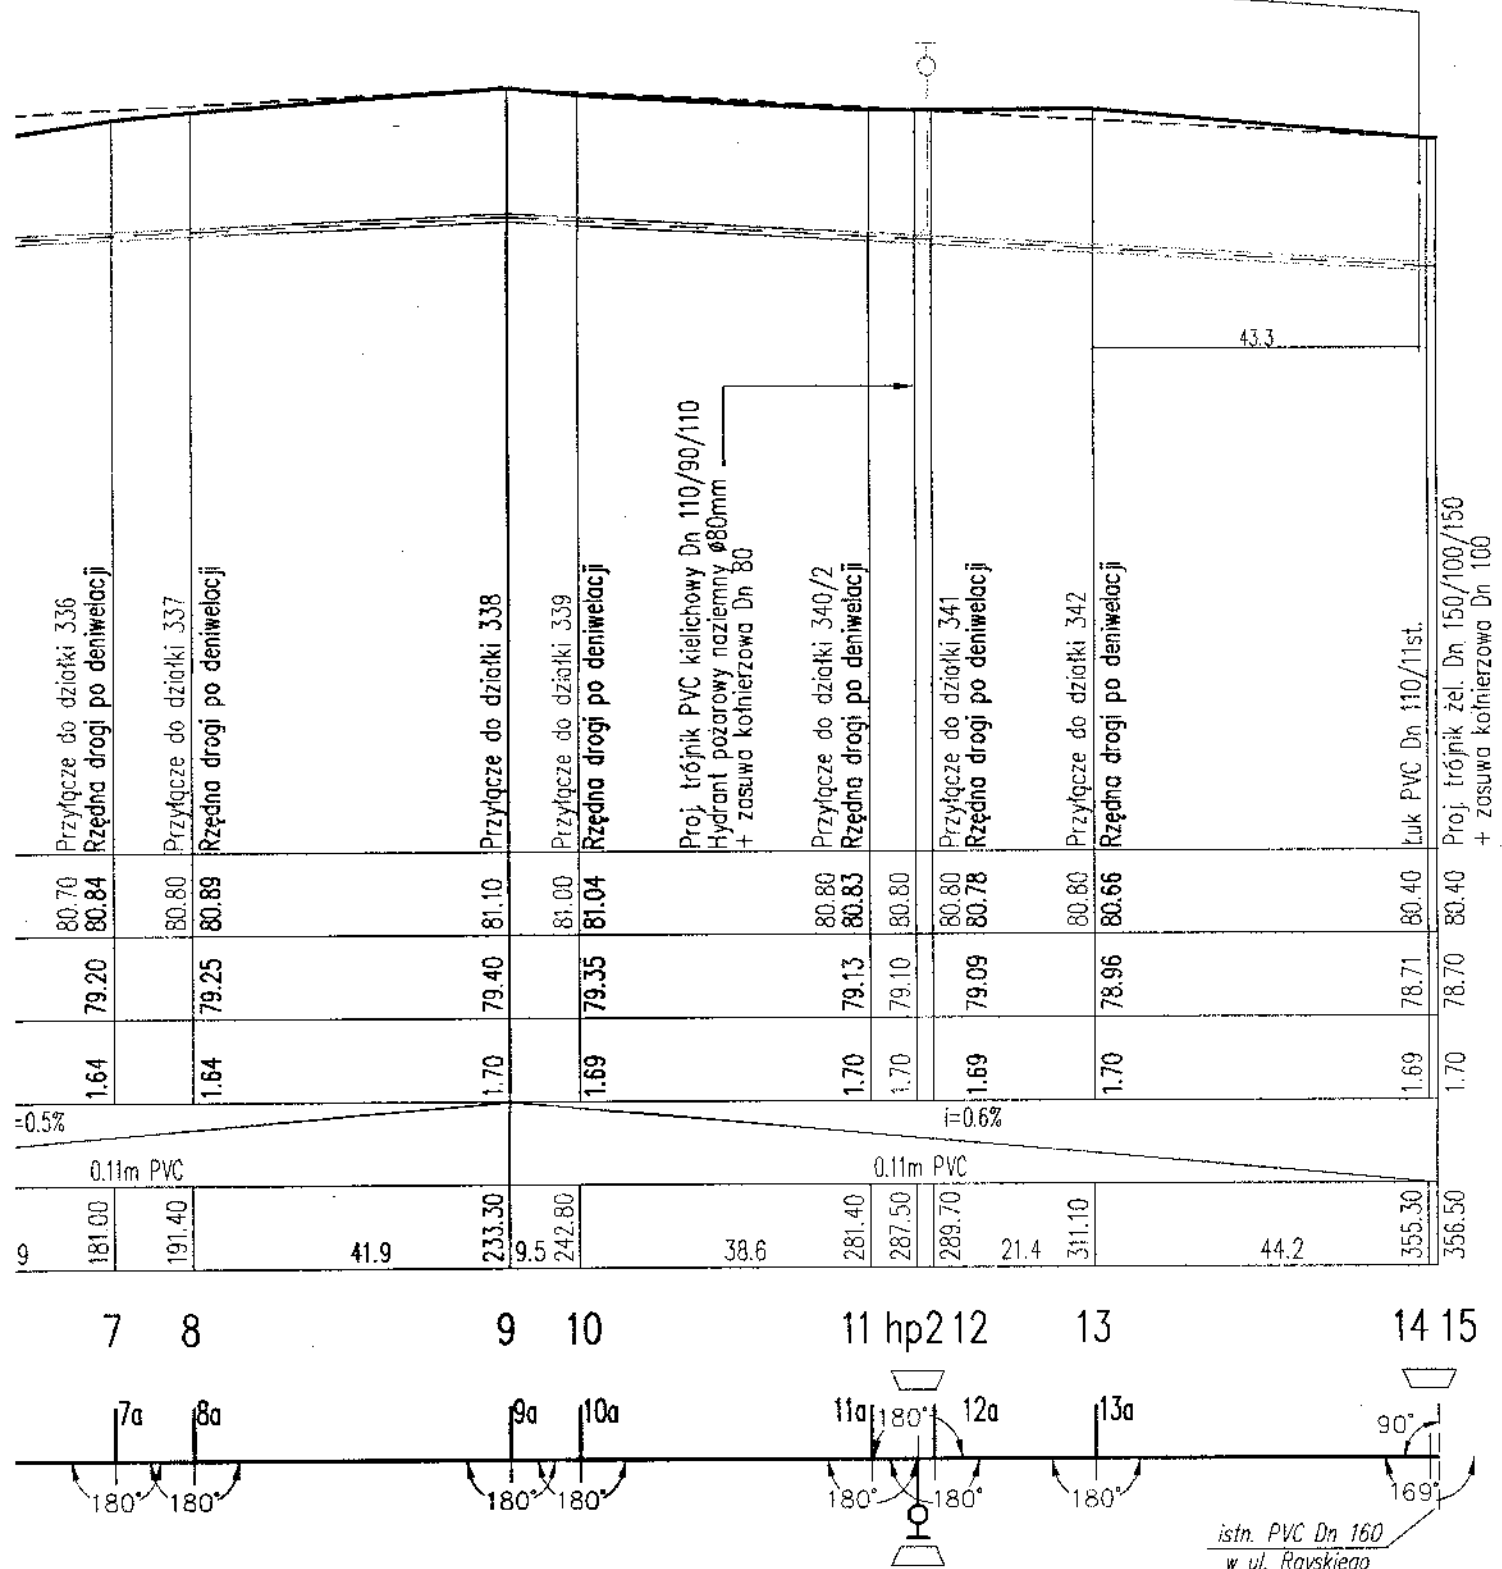 43.3
Przyłącze do działki 336
Rzędna drogi po deniwelacji
Przyłącze do działki 337
Rzędna drogi po deniwelacji
Przyłącze do działki 338
Przyłącze do działki 339
Rzędna drogi po deniwelacji
Proj. trójnik PVC kielichowy Dn 110/90/110
Hydrant pożarowy naziemny ø80mm
+ zasuwa kołnierzowa Dn 80
Przyłącze do działki 340/2
Rzędna drogi po deniwelacji
Przyłącze do działki 341
Rzędna drogi po deniwelacji
Przyłącze do działki 342
Rzędna drogi po deniwelacji
Łuk PVC Dn 110/11st.
Proj. trójnik żel. Dn 150/100/150
+ zasuwa kołnierzowa Dn 100
80.70 80.84 80.80 80.89 81.10 81.00 81.04 80.80 80.83 80.80 80.80 80.78 80.80 80.66 80.40 80.40
79.20 79.25 79.40 79.35 79.13 79.10 79.09 78.96 78.71 78.70
1.64 1.64 1.70 1.69 1.70 1.70 1.69 1.70 1.69 1.70
=0.5% i=0.6%
0.11m PVC 0.11m PVC
9 181.00 191.40 41.9 233.30 9.5 242.80 38.6 281.40 287.50 289.70 21.4 311.10 44.2 355.30 356.50
7 8 9 10 11 hp2 12 13 14 15
7a 8a 9a 10a 11a 180° 12a 13a 90°
180° 180° 180° 180° 180° 180° 180° 169°
istn. PVC Dn 160
w ul. Rayskiego